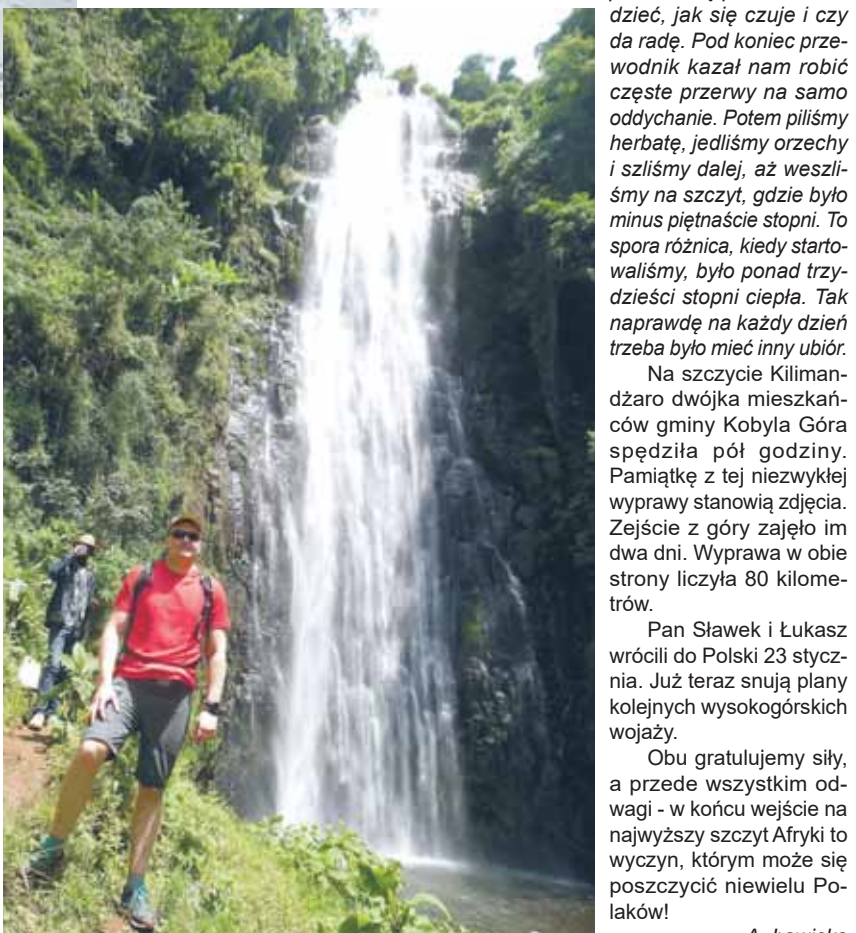 dzieć, jak się czuje i czy
da radę. Pod koniec prze-
wodnik kazał nam robić
częste przerwy na samo
oddychanie. Potem piliśmy
herbatę, jedliśmy orzechy
i szliśmy dalej, aż weszli-
śmy na szczyt, gdzie było
minus piętnaście stopni. To
spora różnica, kiedy starto-
waliśmy, było ponad trzy-
dzieści stopni ciepła. Tak
naprawdę na każdy dzień
trzeba było mieć inny ubiór.
Na szczycie Kiliman-
dżaro dwójka mieszkań-
ców gminy Kobyla Góra
spędziła pół godziny.
Pamiątkę z tej niezwykłej
wyprawy stanowią zdjęcia.
Zejście z góry zajęło im
dwa dni. Wyprawa w obie
strony liczyła 80 kilome-
trów.
Pan Sławek i Łukasz
wrócili do Polski 23 stycz-
nia. Już teraz snują plany
kolejnych wysokogórskich
wojaży.
Obu gratulujemy siły,
a przede wszystkim od-
wagi - w końcu wejście na
najwyższy szczyt Afryki to
wyczyn, którym może się
poszczycić niewielu Po-
laków!